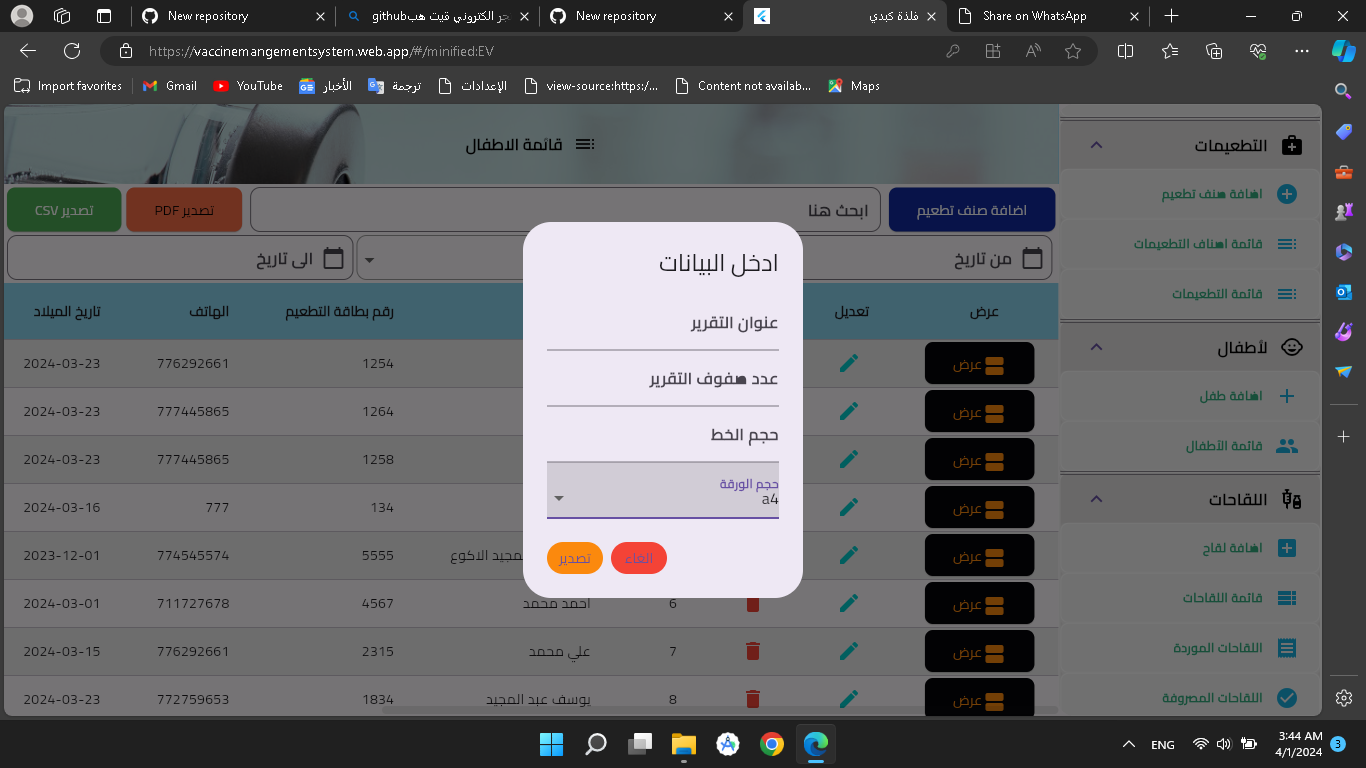 New repository
githubمتجر الكتروني قيت هب
New repository
فلذة كبدي
Share on WhatsApp
https://vaccinemangementsystem.web.app/#/minified:EV
Import favorites
Gmail
YouTube
الأخبار
ترجمة
الإعدادات
view-source:https:/...
Content not availab...
Maps
قائمة الاطفال
اضافة صنف تطعيم
ابحث هنا
تصدير PDF
تصدير CSV
من تاريخ
الى تاريخ
عرض
تعديل
رقم بطاقة التطعيم
الهاتف
تاريخ الميلاد
عرض 1254 776292661 2024-03-23
عرض 1264 777445865 2024-03-23
عرض 1258 777445865 2024-03-23
عرض 134 777 2024-03-16
عرض المجيد الاكوع 5555 774545574 2023-12-01
عرض 6 احمد محمد 4567 711727678 2024-03-01
عرض 7 علي محمد 2315 776292661 2024-03-15
عرض 8 يوسف عبد المجيد 1834 772759653 2024-03-23
ادخل البيانات
عنوان التقرير
عدد صفوف التقرير
حجم الخط
حجم الورقة
a4
إلغاء
تصدير
التطعيمات
اضافة صنف تطعيم
قائمة اصناف التطعيمات
قائمة التطعيمات
لأطفال
اضافة طفل
قائمة الأطفال
اللقاحات
اضافة لقاح
قائمة اللقاحات
اللقاحات الموردة
اللقاحات المصروفة
ENG
3:44 AM
4/1/2024
3